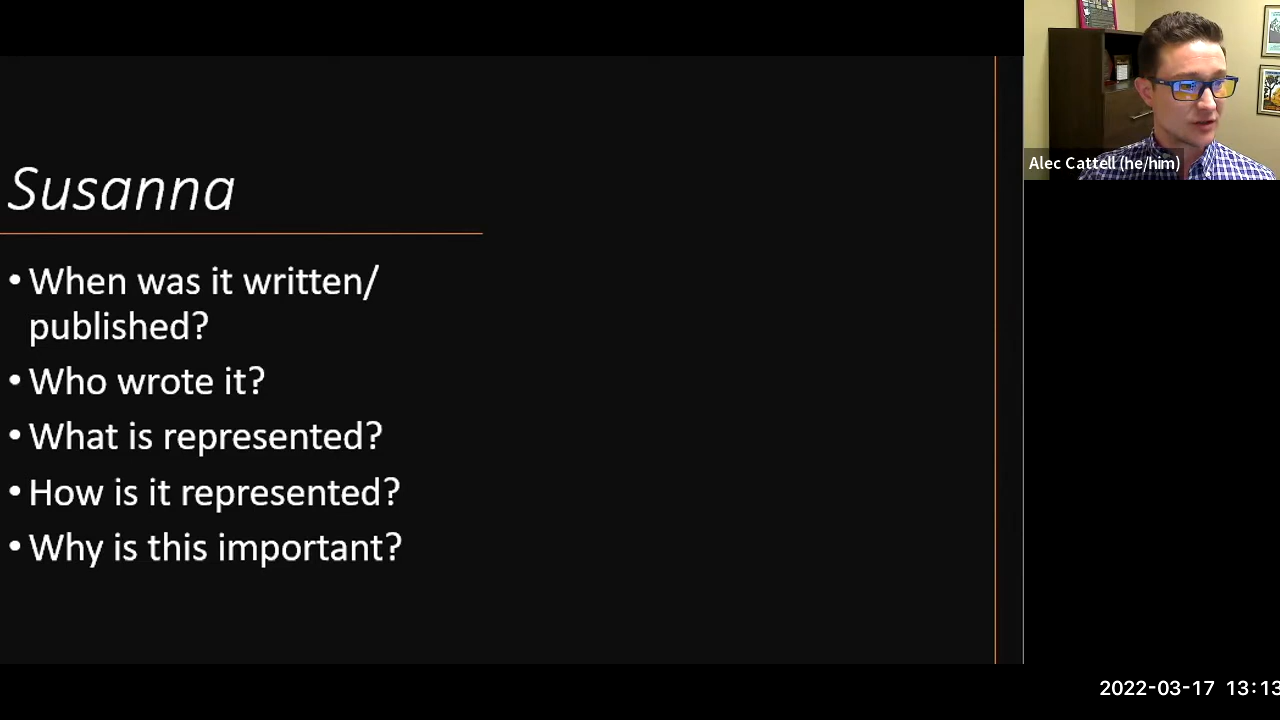 Susanna
• When was it written/
published?
• Who wrote it?
• What is represented?
• How is it represented?
• Why is this important?
Alec Cattell (he/him)
2022-03-17 13:13